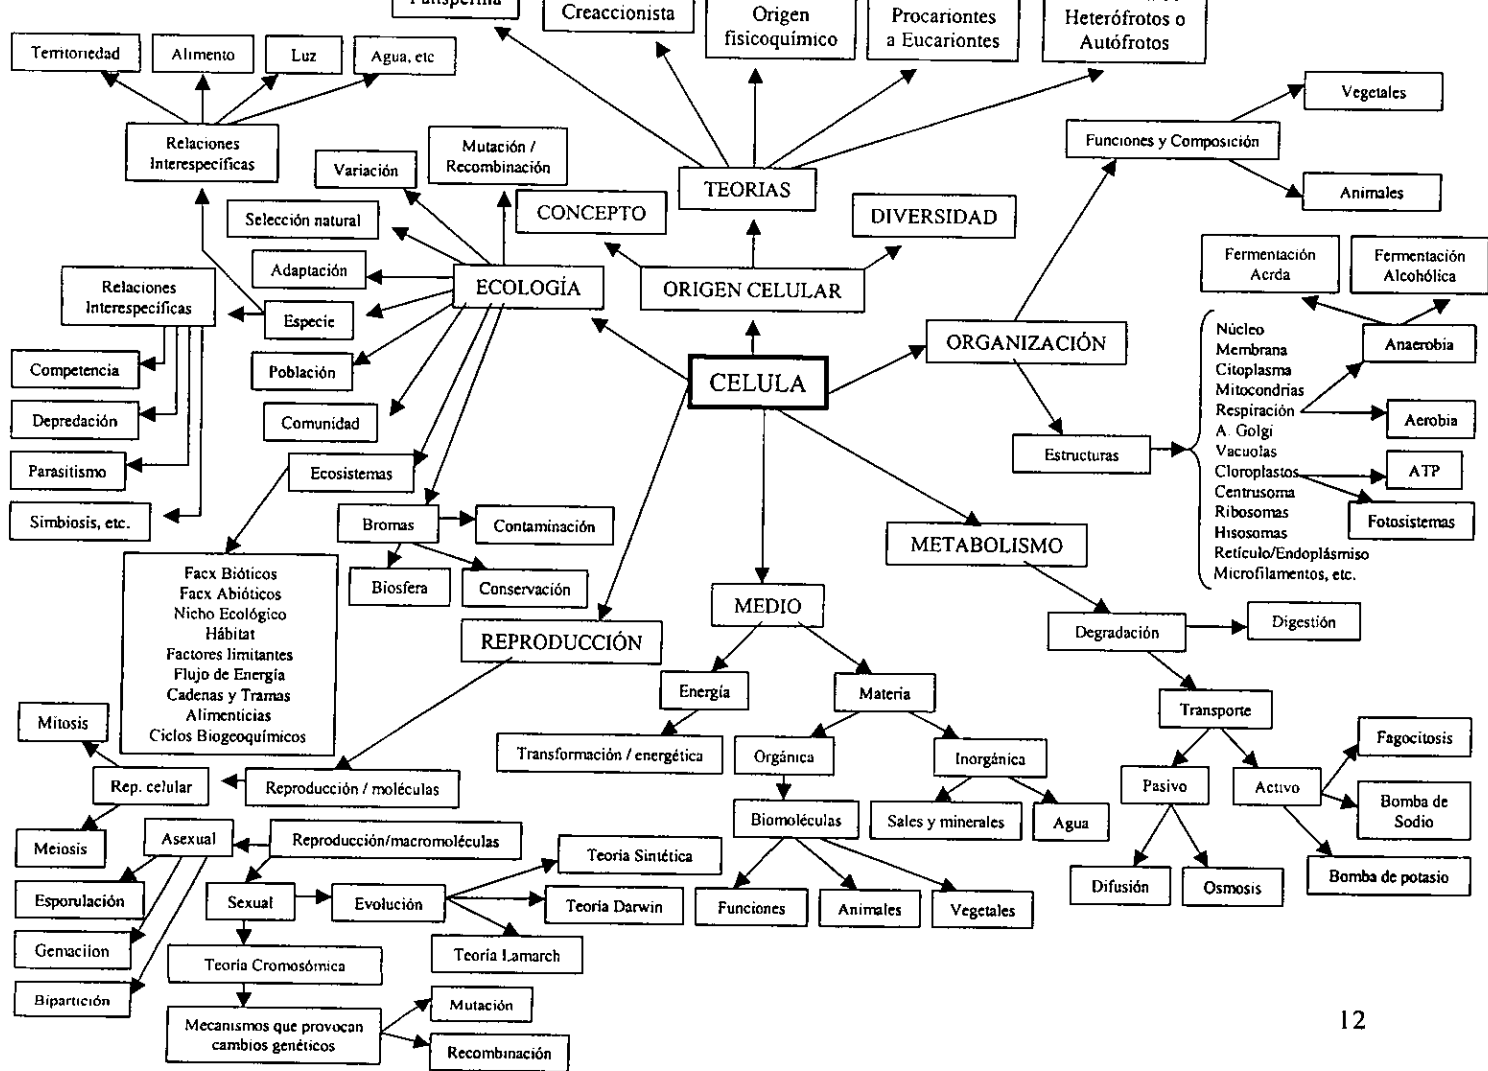 Creaccionista
Origen
fisicoquímico
Procariontes
a Eucariontes
Heterófrotos o
Autófrotos
Territoriedad
Alimento
Luz
Agua, etc
Vegetales
Relaciones
Interespecíficas
Mutación /
Recombinación
Funciones y Composición
Variación
TEORIAS
Animales
Selección natural
CONCEPTO
DIVERSIDAD
Adaptación
Fermentación
Acrda
Fermentación
Alcohólica
Relaciones
Interespecíficas
ECOLOGÍA
ORIGEN CELULAR
Especie
ORGANIZACIÓN
Núcleo
Membrana
Citoplasma
Mitocondrias
Respiración
A. Golgi
Vacuolas
Cloroplastos
Centrusoma
Ribosomas
Hisosomas
Retículo/Endoplásmiso
Microfilamentos, etc.
Anaerobia
Competencia
Población
CELULA
Depredación
Comunidad
Aerobia
Estructuras
Parasitismo
Ecosistemas
ATP
Simbiosis, etc.
Bromas
Contaminación
Fotosistemas
METABOLISMO
Facx Bióticos
Facx Abióticos
Nicho Ecológico
Hábitat
Factores limitantes
Flujo de Energía
Cadenas y Tramas
Alimenticias
Ciclos Biogeoquímicos
Biosfera
Conservación
MEDIO
REPRODUCCIÓN
Degradación
Digestión
Energía
Materia
Transporte
Mitosis
Transformación / energética
Orgánica
Inorgánica
Fagocitosis
Rep. celular
Reproducción / moléculas
Pasivo
Activo
Bomba de
Sodio
Biomoléculas
Sales y minerales
Agua
Meiosis
Asexual
Reproducción/macromoléculas
Teoría Sintética
Bomba de potasio
Esporulación
Sexual
Evolución
Teoría Darwin
Funciones
Animales
Vegetales
Difusión
Osmosis
Gemaciion
Teoría Cromosómica
Teoría Lamarch
Bipartición
Mecanismos que provocan
cambios genéticos
Mutación
Recombinación
12